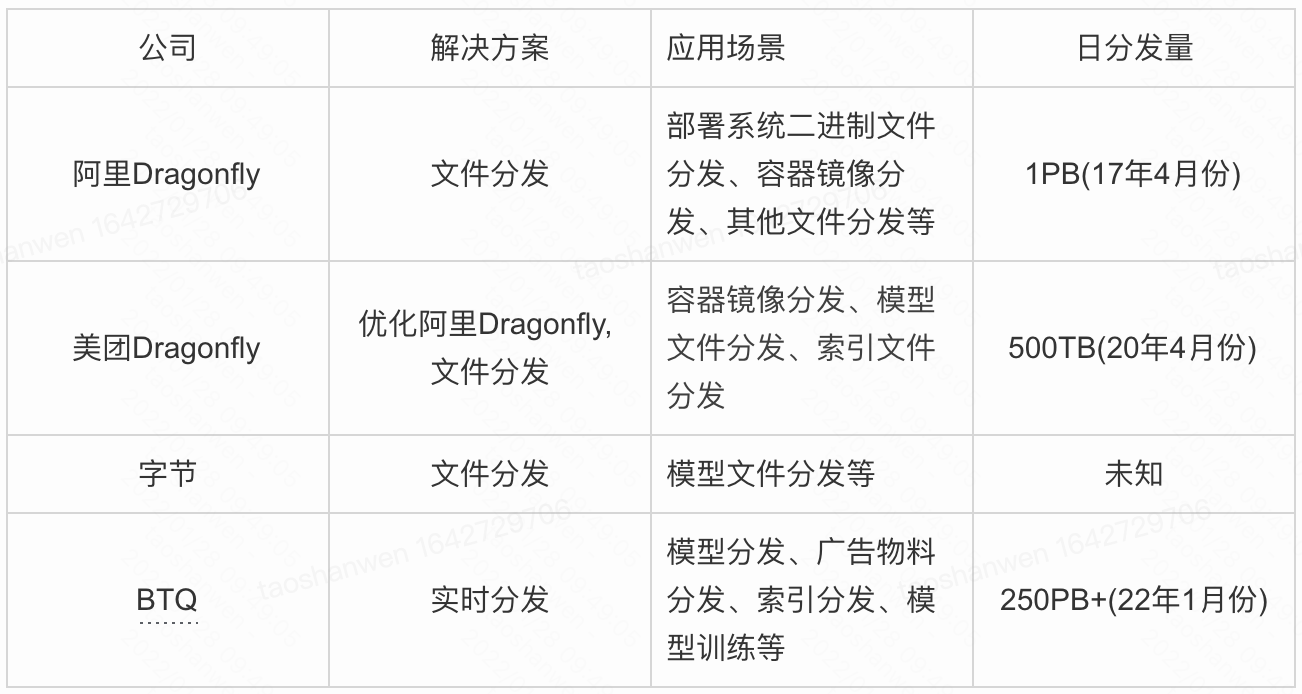 公司
解决方案
应用场景
日分发量
阿里Dragonfly
文件分发
部署系统二进制文件
分发、容器镜像分
发、其他文件分发等
1PB(17年4月份)
美团Dragonfly
优化阿里Dragonfly,
文件分发
容器镜像分发、模型
文件分发、索引文件
分发
500TB(20年4月份)
字节
文件分发
模型文件分发等
未知
BTQ
实时分发
模型分发、广告物料
分发、索引分发、模
型训练等
250PB+(22年1月份)
taoshanwen 1642729706